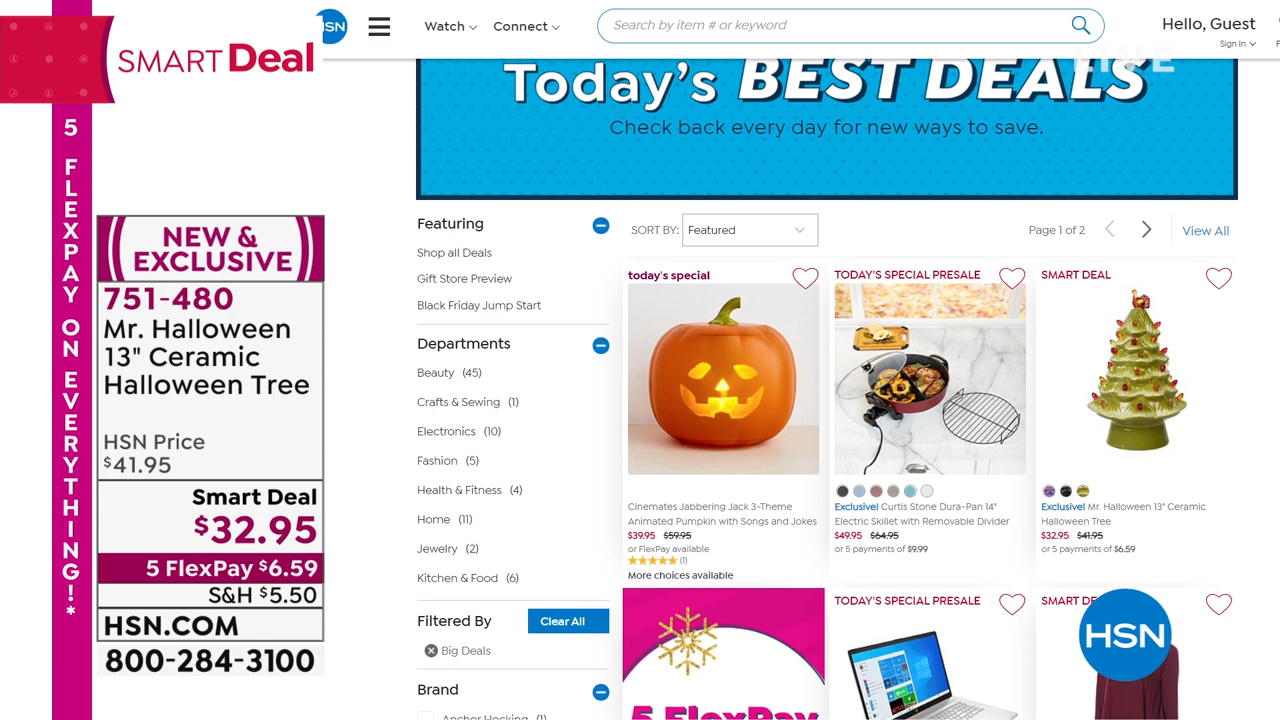 SMART Deal
5 FLEXPAY ON EVERYTHING!*
NEW &
EXCLUSIVE
751-480
Mr. Halloween
13" Ceramic
Halloween Tree
HSN Price
$41.95
Smart Deal
$32.95
5 FlexPay $6.59
S&H $5.50
HSN.COM
800-284-3100
HSN
Watch
Connect
Search by item # or keyword
Hello, Guest
Sign In
LIVE
Today's BEST DEALS
Check back every day for new ways to save.
Featuring
Shop all Deals
Gift Store Preview
Black Friday Jump Start
Departments
Beauty (45)
Crafts & Sewing (1)
Electronics (10)
Fashion (5)
Health & Fitness (4)
Home (11)
Jewelry (2)
Kitchen & Food (6)
Filtered By
Clear All
Big Deals
Brand
Anchor Hocking (1)
SORT BY: Featured
Page 1 of 2
View All
today's special
Cinemates Jabbering Jack 3-Theme
Animated Pumpkin with Songs and Jokes
$39.95 $59.95
or FlexPay available
(1)
More choices available
TODAY'S SPECIAL PRESALE
Exclusive! Curtis Stone Dura-Pan 14"
Electric Skillet with Removable Divider
$49.95 $64.95
or 5 payments of $9.99
SMART DEAL
Exclusive! Mr. Halloween 13" Ceramic
Halloween Tree
$32.95 $41.95
or 5 payments of $6.59
5 FlexPay
TODAY'S SPECIAL PRESALE
SMART DE
HSN